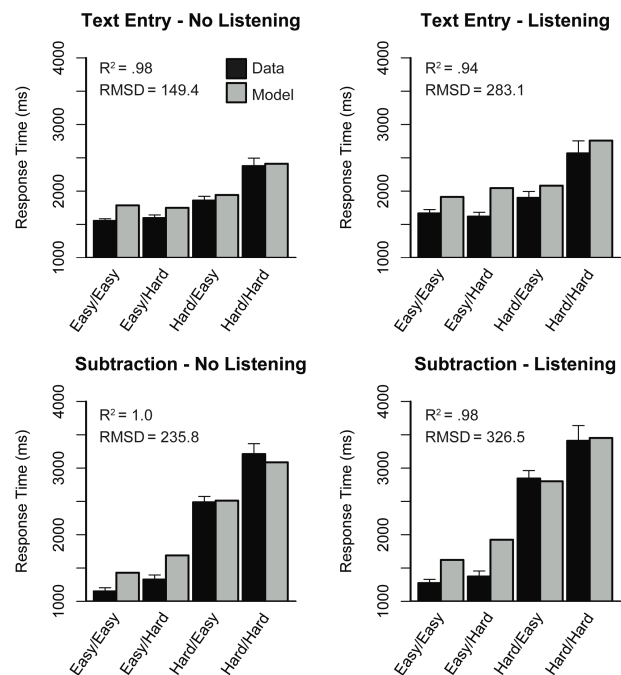 Text Entry - No Listening
R² = .98
RMSD = 149.4
Data
Model
Response Time (ms)
1000 2000 3000 4000
Easy/Easy Easy/Hard Hard/Easy Hard/Hard
Text Entry - Listening
R² = .94
RMSD = 283.1
Response Time (ms)
1000 2000 3000 4000
Easy/Easy Easy/Hard Hard/Easy Hard/Hard
Subtraction - No Listening
R² = 1.0
RMSD = 235.8
Response Time (ms)
1000 2000 3000 4000
Easy/Easy Easy/Hard Hard/Easy Hard/Hard
Subtraction - Listening
R² = .98
RMSD = 326.5
Response Time (ms)
1000 2000 3000 4000
Easy/Easy Easy/Hard Hard/Easy Hard/Hard